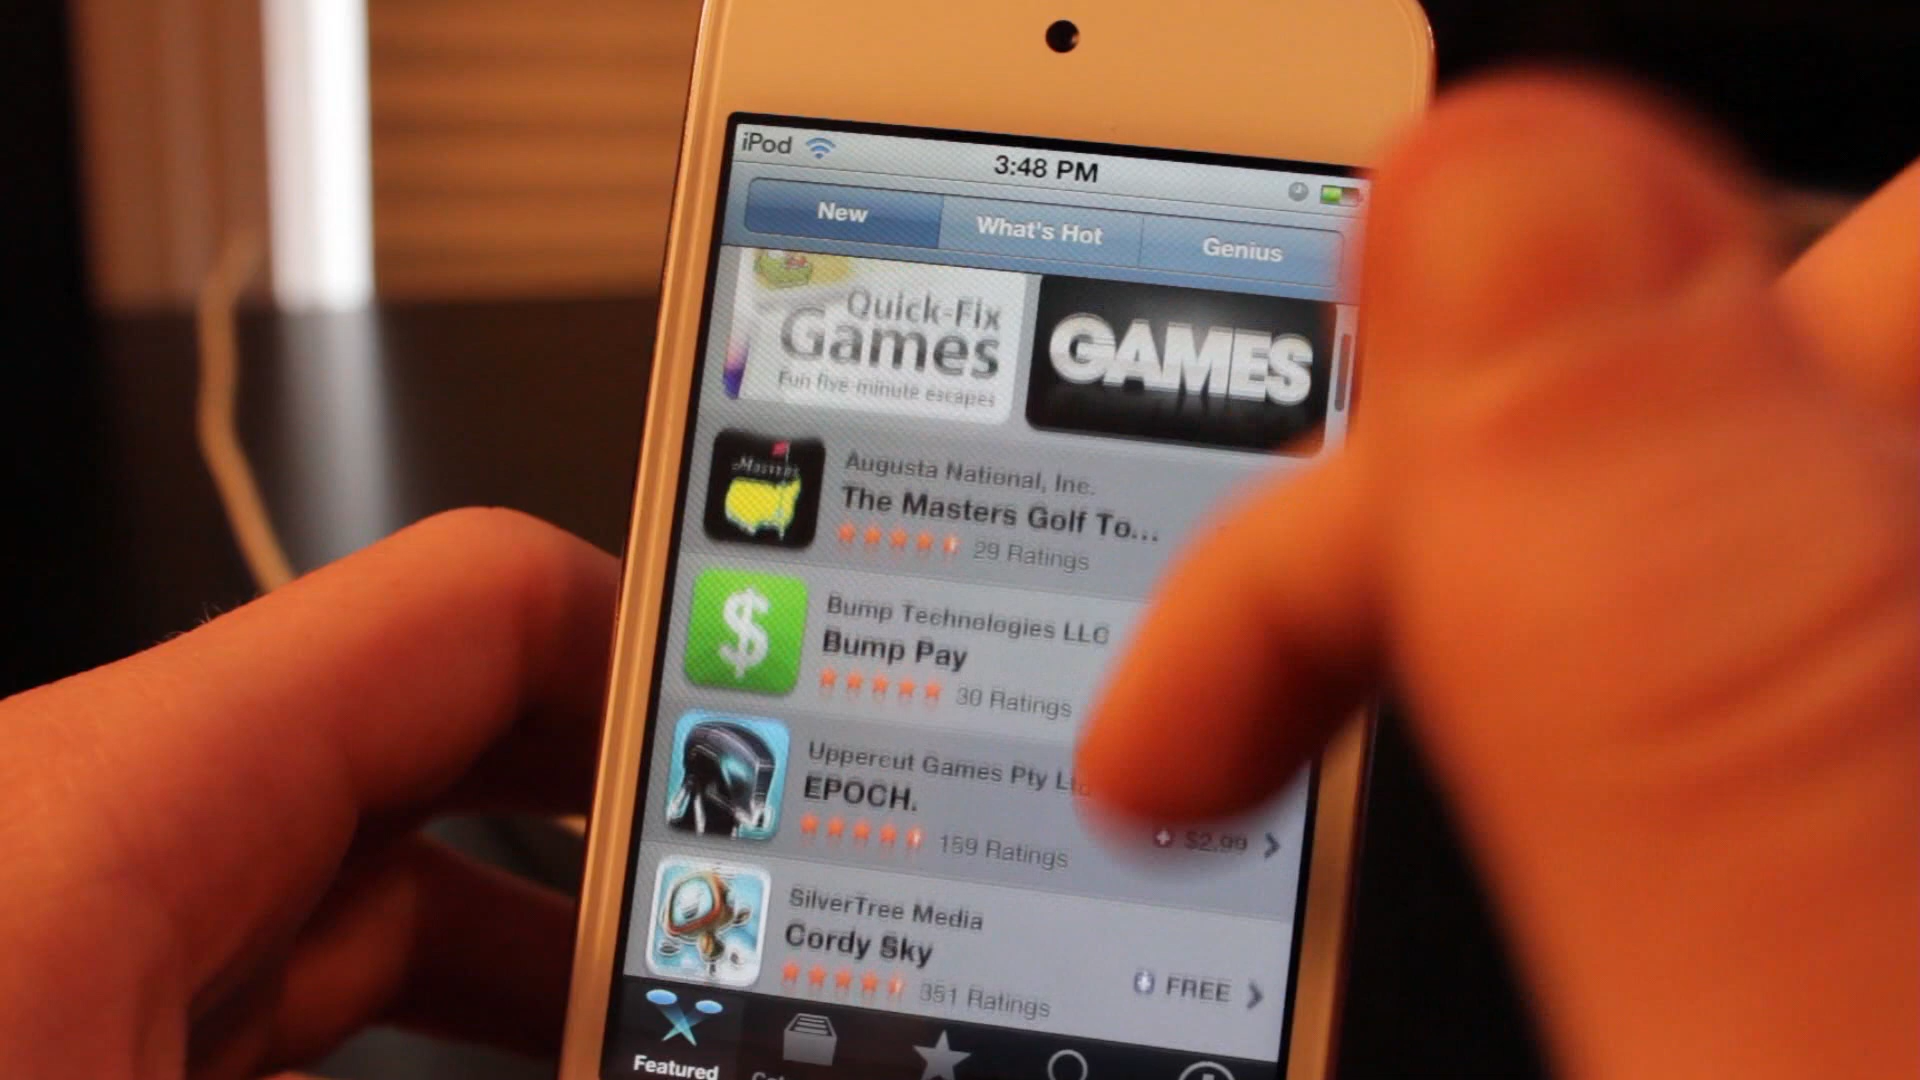 iPod
3:48 PM
New
What's Hot
Genius
Quick-Fix
Games
Fun five-minute escapes
GAMES
Masters
Augusta National, Inc.
The Masters Golf To...
29 Ratings
$
Bump Technologies LLC
Bump Pay
30 Ratings
Uppercut Games Pty Ltd
EPOCH.
159 Ratings
$2.99
SilverTree Media
Cordy Sky
351 Ratings
FREE
Featured